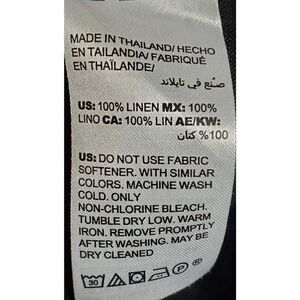 MADE IN THAILAND/ HECHO
EN TAILANDIA/ FABRIQUÉ
EN THAÏLANDE/
صنع في تايلاند
US: 100% LINEN MX: 100%
LINO CA: 100% LIN AE/KW:
%100 كتان
US: DO NOT USE FABRIC
SOFTENER. WITH SIMILAR
COLORS. MACHINE WASH
COLD. ONLY
NON-CHLORINE BLEACH.
TUMBLE DRY LOW. WARM
IRON. REMOVE PROMPTLY
AFTER WASHING. MAY BE
DRY CLEANED
30 P